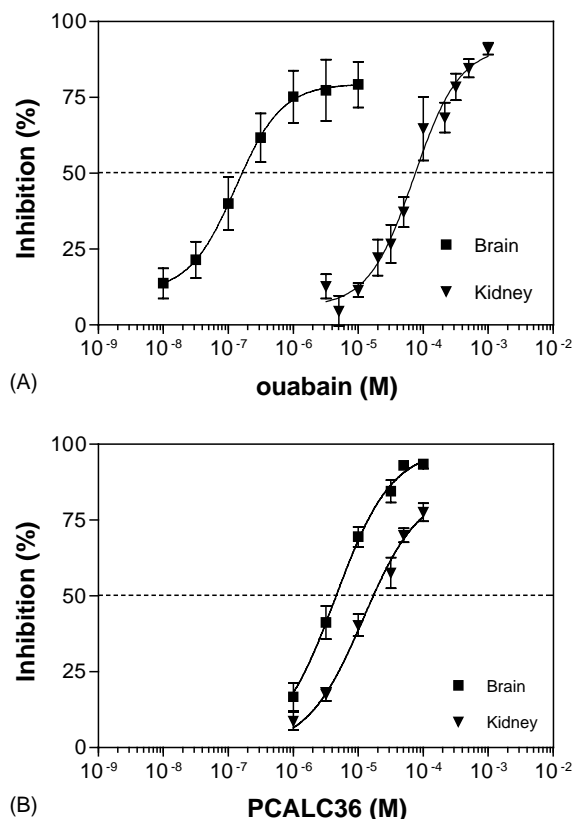 100
75
50
25
0
Inhibition (%)
Brain
Kidney
10-9 10-8 10-7 10-6 10-5 10-4 10-3 10-2
(A)
ouabain (M)
100
75
50
25
0
Inhibition (%)
Brain
Kidney
10-9 10-8 10-7 10-6 10-5 10-4 10-3 10-2
(B)
PCALC36 (M)